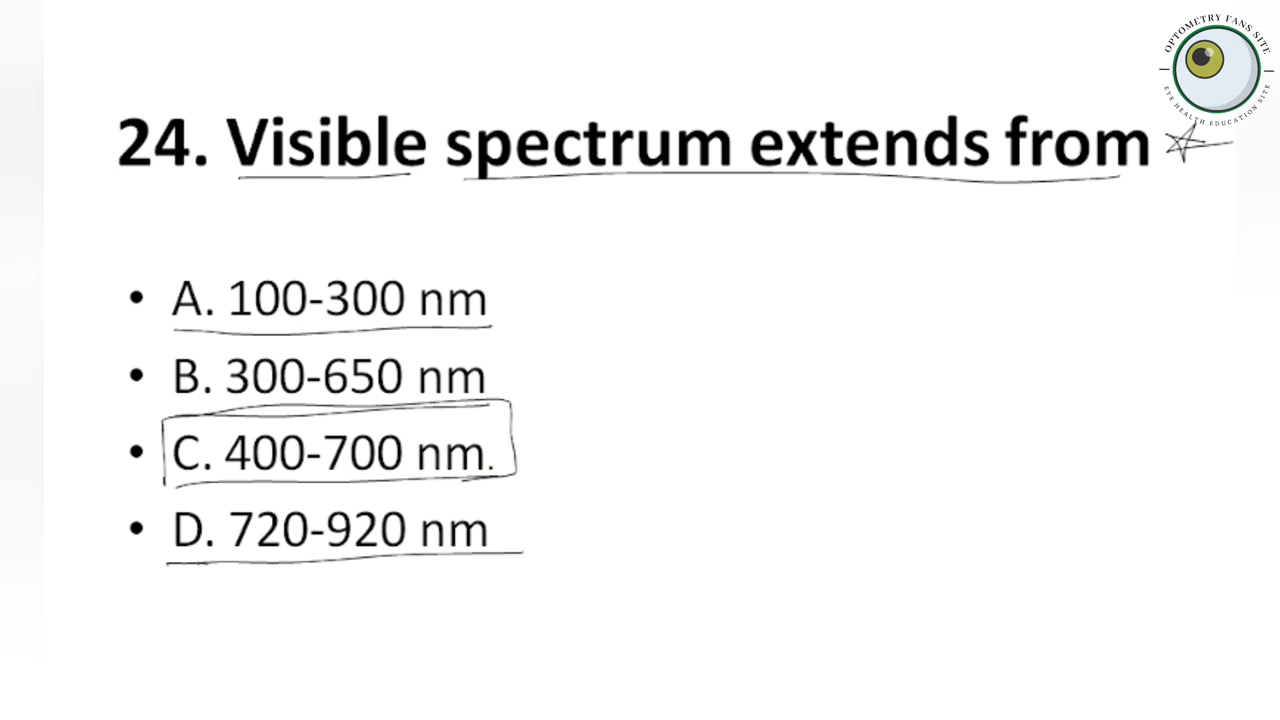 OPTOMETRY FANS SITE
EYE HEALTH EDUCATION SITE
24. Visible spectrum extends from
• A. 100-300 nm
• B. 300-650 nm
• C. 400-700 nm.
• D. 720-920 nm